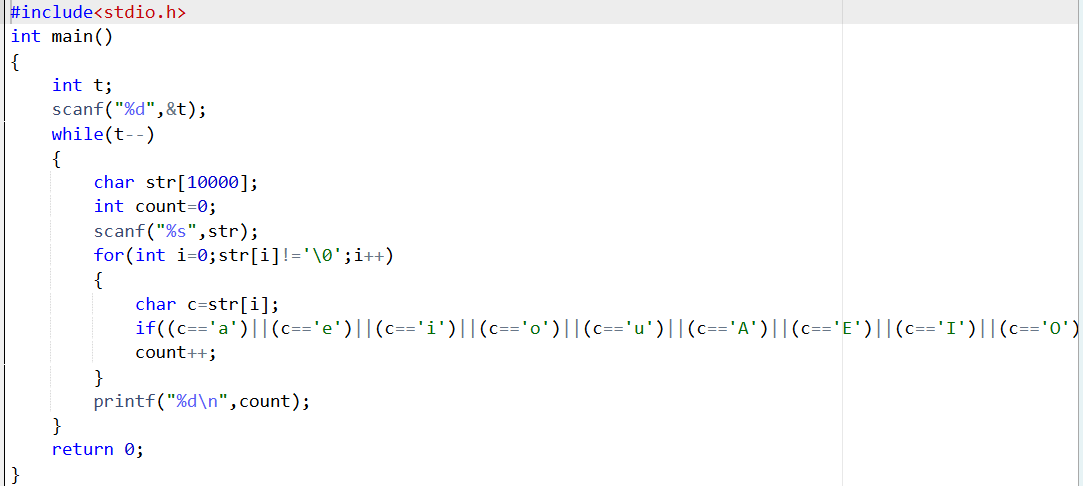 #include<stdio.h>
int main()
{
    int t;
    scanf("%d",&t);
    while(t--)
    {
        char str[10000];
        int count=0;
        scanf("%s",str);
        for(int i=0;str[i]!='\0';i++)
        {
            char c=str[i];
            if((c=='a')||(c=='e')||(c=='i')||(c=='o')||(c=='u')||(c=='A')||(c=='E')||(c=='I')||(c=='O')
            count++;
        }
        printf("%d\n",count);
    }
    return 0;
}